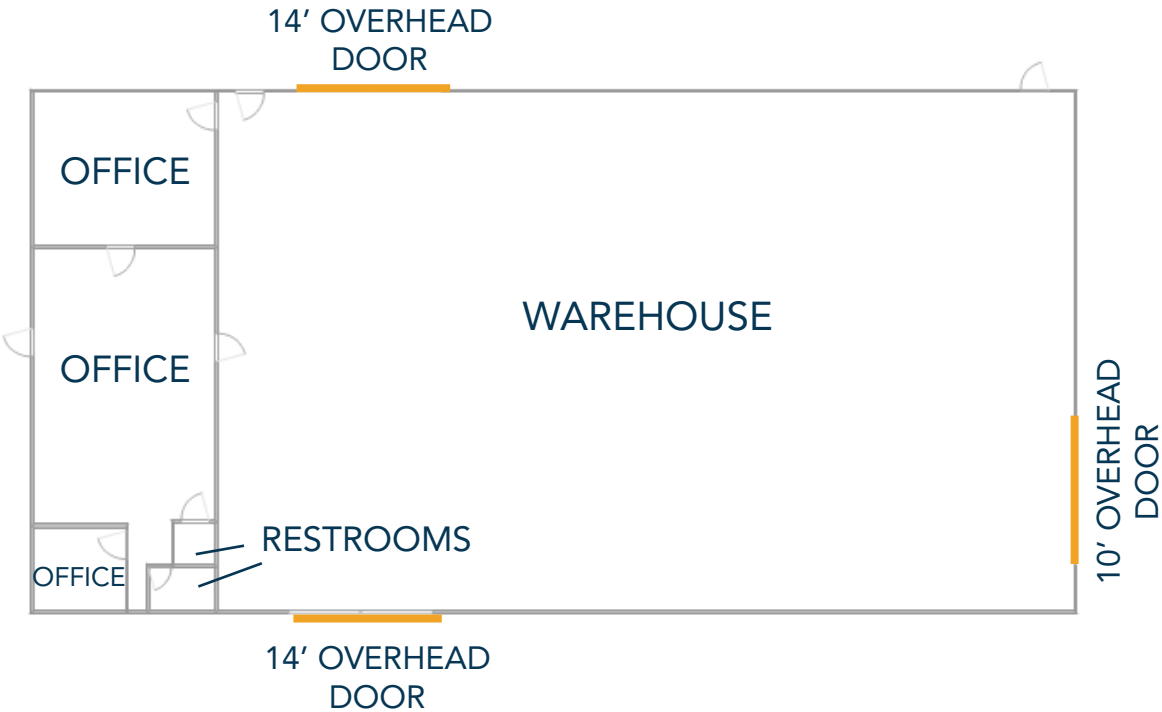 14’ OVERHEAD
DOOR
OFFICE
WAREHOUSE
OFFICE
10’ OVERHEAD
DOOR
RESTROOMS
OFFICE
14’ OVERHEAD
DOOR